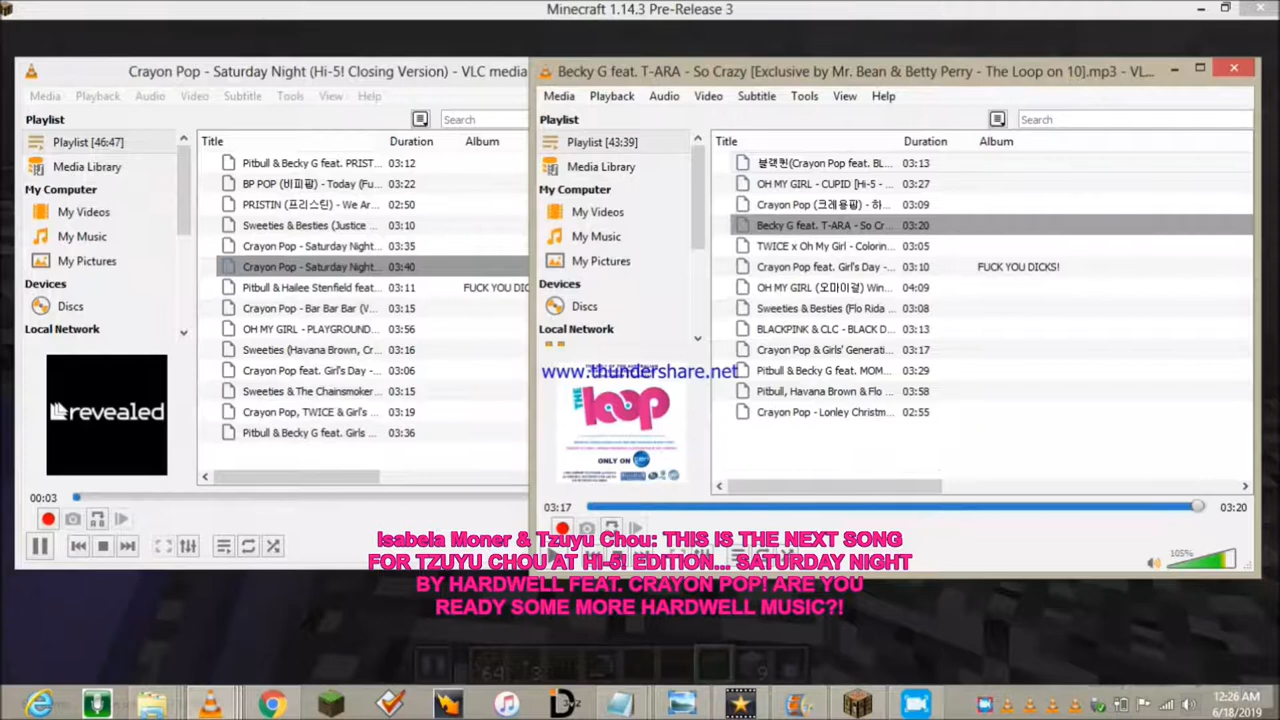 Minecraft 1.14.3 Pre-Release 3
Crayon Pop - Saturday Night (Hi-5! Closing Version) - VLC media
Media Playback Audio Video Subtitle Tools View Help
Playlist
Search
Playlist [46:47]
Media Library
My Computer
My Videos
My Music
My Pictures
Devices
Discs
Local Network
Title Duration Album
Pitbull & Becky G feat. PRIST... 03:12
BP POP (비피팝) - Today (Fu... 03:22
PRISTIN (프리스틴) - We Ar... 02:50
Sweeties & Besties (Justice ... 03:10
Crayon Pop - Saturday Night... 03:35
Crayon Pop - Saturday Night... 03:40
Pitbull & Hailee Stenfield feat... 03:11 FUCK YOU DIC
Crayon Pop - Bar Bar Bar (V... 03:15
OH MY GIRL - PLAYGROUND... 03:56
Sweeties (Havana Brown, Cr... 03:16
Crayon Pop feat. Girl's Day -... 03:06
Sweeties & The Chainsmoker... 03:15
Crayon Pop, TWICE & Girl's ... 03:19
Pitbull & Becky G feat. Girls ... 03:36
revealed
00:03
Becky G feat. T-ARA - So Crazy [Exclusive by Mr. Bean & Betty Perry - The Loop on 10].mp3 - VL...
Media Playback Audio Video Subtitle Tools View Help
Playlist
Search
Playlist [43:39]
Media Library
My Computer
My Videos
My Music
My Pictures
Devices
Discs
Local Network
Title Duration Album
블랙핀(Crayon Pop feat. BL... 03:13
OH MY GIRL - CUPID [Hi-5 - ... 03:27
Crayon Pop (크레용팝) - 하... 03:09
Becky G feat. T-ARA - So Cr... 03:20
TWICE x Oh My Girl - Colorin... 03:05
Crayon Pop feat. Girl's Day -... 03:10 FUCK YOU DICKS!
OH MY GIRL (오마이걸) Win... 04:09
Sweeties & Besties (Flo Rida ... 03:08
BLACKPINK & CLC - BLACK D... 03:13
Crayon Pop & Girls' Generati... 03:17
Pitbull & Becky G feat. MOM... 03:29
Pitbull, Havana Brown & Flo ... 03:58
Crayon Pop - Lonley Christm... 02:55
www.thundershare.net
THE loop
ONLY ON
03:17 03:20
105%
Isabela Moner & Tzuyu Chou: THIS IS THE NEXT SONG
FOR TZUYU CHOU AT Hi-5! EDITION... SATURDAY NIGHT
BY HARDWELL FEAT. CRAYON POP! ARE YOU
READY SOME MORE HARDWELL MUSIC?!
64
9
12:26 AM
6/18/2019